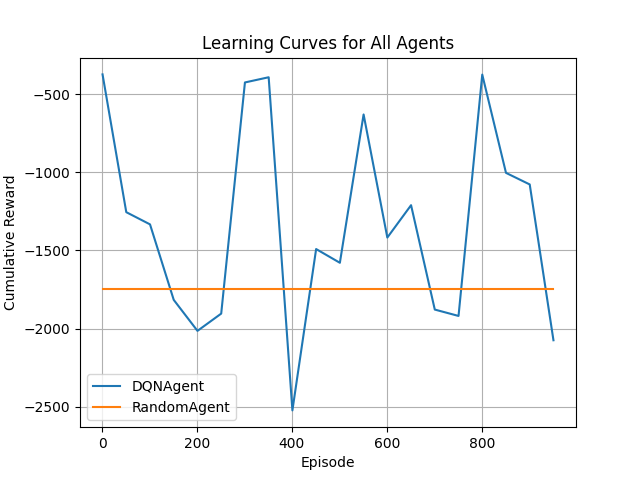 Learning Curves for All Agents
Cumulative Reward
−500
−1000
−1500
−2000
−2500
DQNAgent
RandomAgent
0
200
400
600
800
Episode